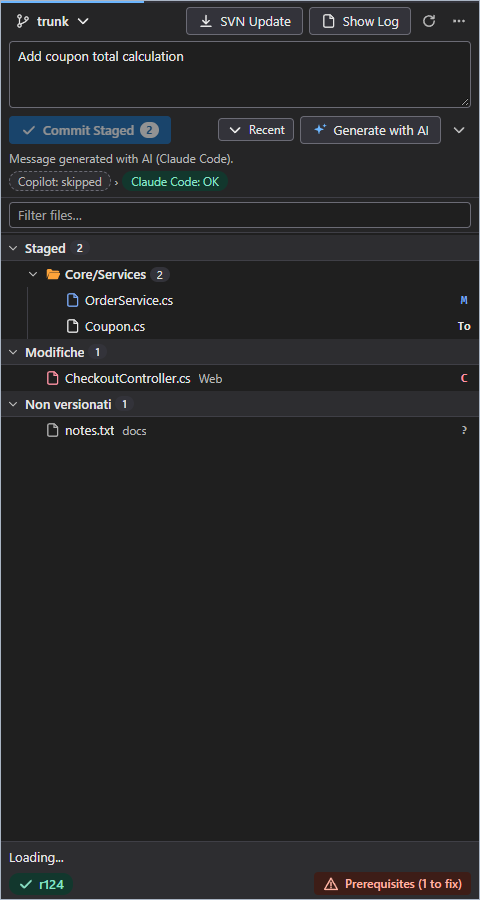 trunk SVN Update Show Log
Add coupon total calculation
Commit Staged 2 Recent Generate with AI
Message generated with AI (Claude Code).
Copilot: skipped › Claude Code: OK
Filter files...
Staged 2
Core/Services 2
OrderService.cs M
Coupon.cs To
Modifiche 1
CheckoutController.cs Web C
Non versionati 1
notes.txt docs ?
Loading...
r124 Prerequisites (1 to fix)